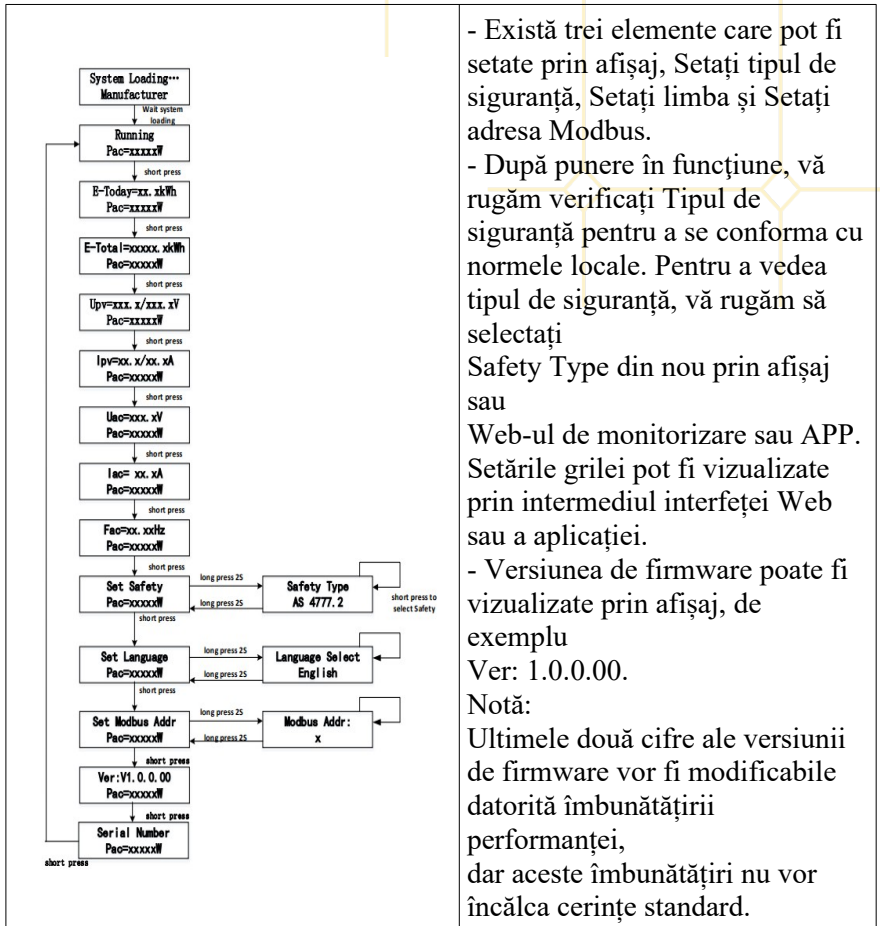 System Loading…
Manufacturer
Wait system
loading
Running
Pac=xxxxxW
short press
E-Today=xx.xkWh
Pac=xxxxxW
short press
E-Total=xxxxx.xkWh
Pac=xxxxxW
short press
Upv=xxx.x/xxx.xV
Pac=xxxxxW
short press
Ipv=xx.x/xx.xA
Pac=xxxxxW
short press
Uac=xxx.xV
Pac=xxxxxW
short press
Iac= xx.xA
Pac=xxxxxW
short press
Fac=xx.xxHz
Pac=xxxxxW
short press
Set Safety
Pac=xxxxxW
long press 2S
long press 2S
Safety Type
AS 4777.2
short press to
select Safety
short press
Set Language
Pac=xxxxxW
long press 2S
long press 2S
Language Select
English
short press
Set Modbus Addr
Pac=xxxxxW
long press 2S
long press 2S
Modbus Addr:
x
short press
Ver:V1.0.0.00
Pac=xxxxxW
short press
Serial Number
Pac=xxxxxW
short press
- Există trei elemente care pot fi
setate prin afișaj, Setați tipul de
siguranță, Setați limba și Setați
adresa Modbus.
- După punere în funcţiune, vă
rugăm verificați Tipul de
siguranță pentru a se conforma cu
normele locale. Pentru a vedea
tipul de siguranță, vă rugăm să
selectați
Safety Type din nou prin afișaj
sau
Web-ul de monitorizare sau APP.
Setările grilei pot fi vizualizate
prin intermediul interfeței Web
sau a aplicației.
- Versiunea de firmware poate fi
vizualizată prin afișaj, de
exemplu
Ver: 1.0.0.00.
Notă:
Ultimele două cifre ale versiunii
de firmware vor fi modificabile
datorită îmbunătățirii
performanței,
dar aceste îmbunătățiri nu vor
încălca cerințe standard.